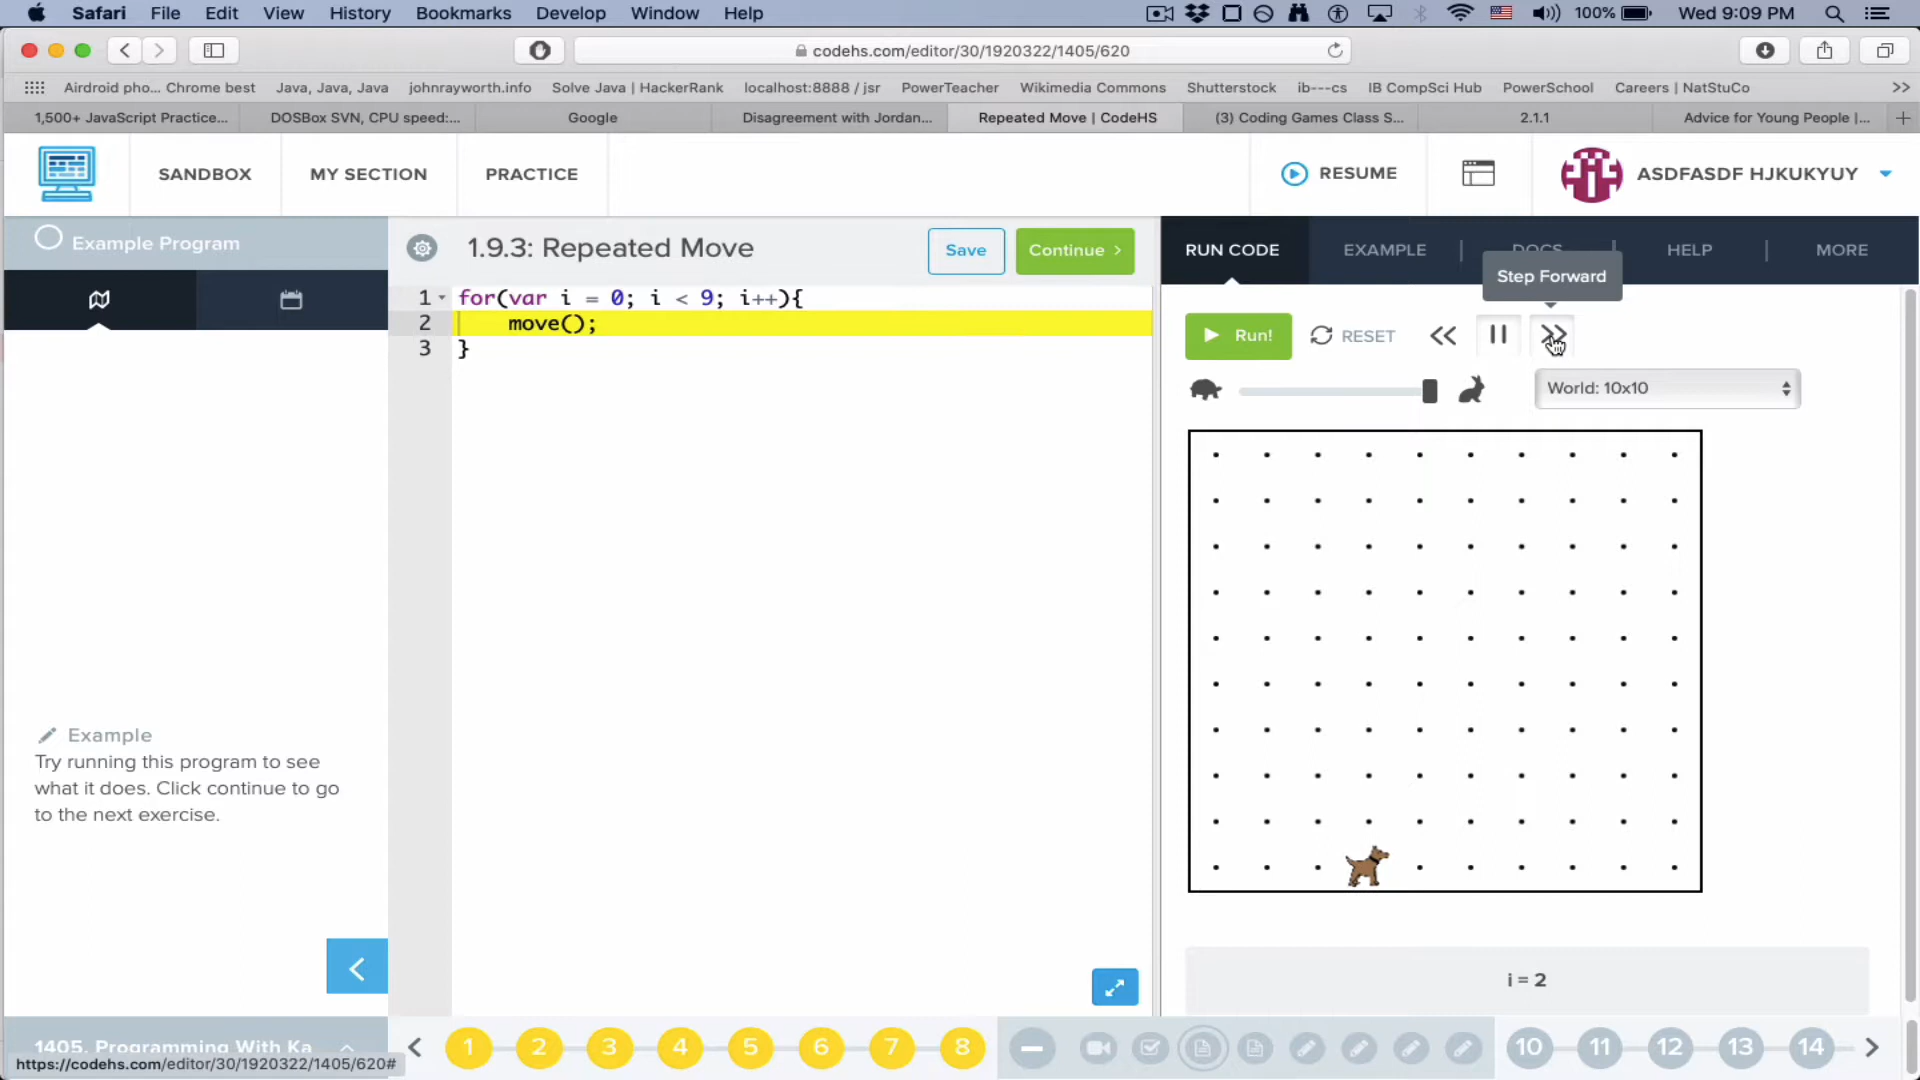 Safari File Edit View History Bookmarks Develop Window Help 100% Wed 9:09 PM
codehs.com/editor/30/1920322/1405/620
Airdroid pho... Chrome best Java, Java, Java johnrayworth.info Solve Java | HackerRank localhost:8888 / jsr PowerTeacher Wikimedia Commons Shutterstock ib---cs IB CompSci Hub PowerSchool Careers | NatStuCo >>
1,500+ JavaScript Practice... DOSBox SVN, CPU speed:... Google Disagreement with Jordan... Repeated Move | CodeHS (3) Coding Games Class S... 2.1.1 Advice for Young People |... +
SANDBOX MY SECTION PRACTICE RESUME ASDFASDF HJKUKYUY
Example Program
1.9.3: Repeated Move Save Continue >
RUN CODE EXAMPLE | DOCS | HELP | MORE
Step Forward
1 for(var i = 0; i < 9; i++){
2 move();
3 }
Run! RESET
World: 10x10
Example
Try running this program to see
what it does. Click continue to go
to the next exercise.
i = 2
1405. Programming With Ka
1 2 3 4 5 6 7 8 10 11 12 13 14
https://codehs.com/editor/30/1920322/1405/620#